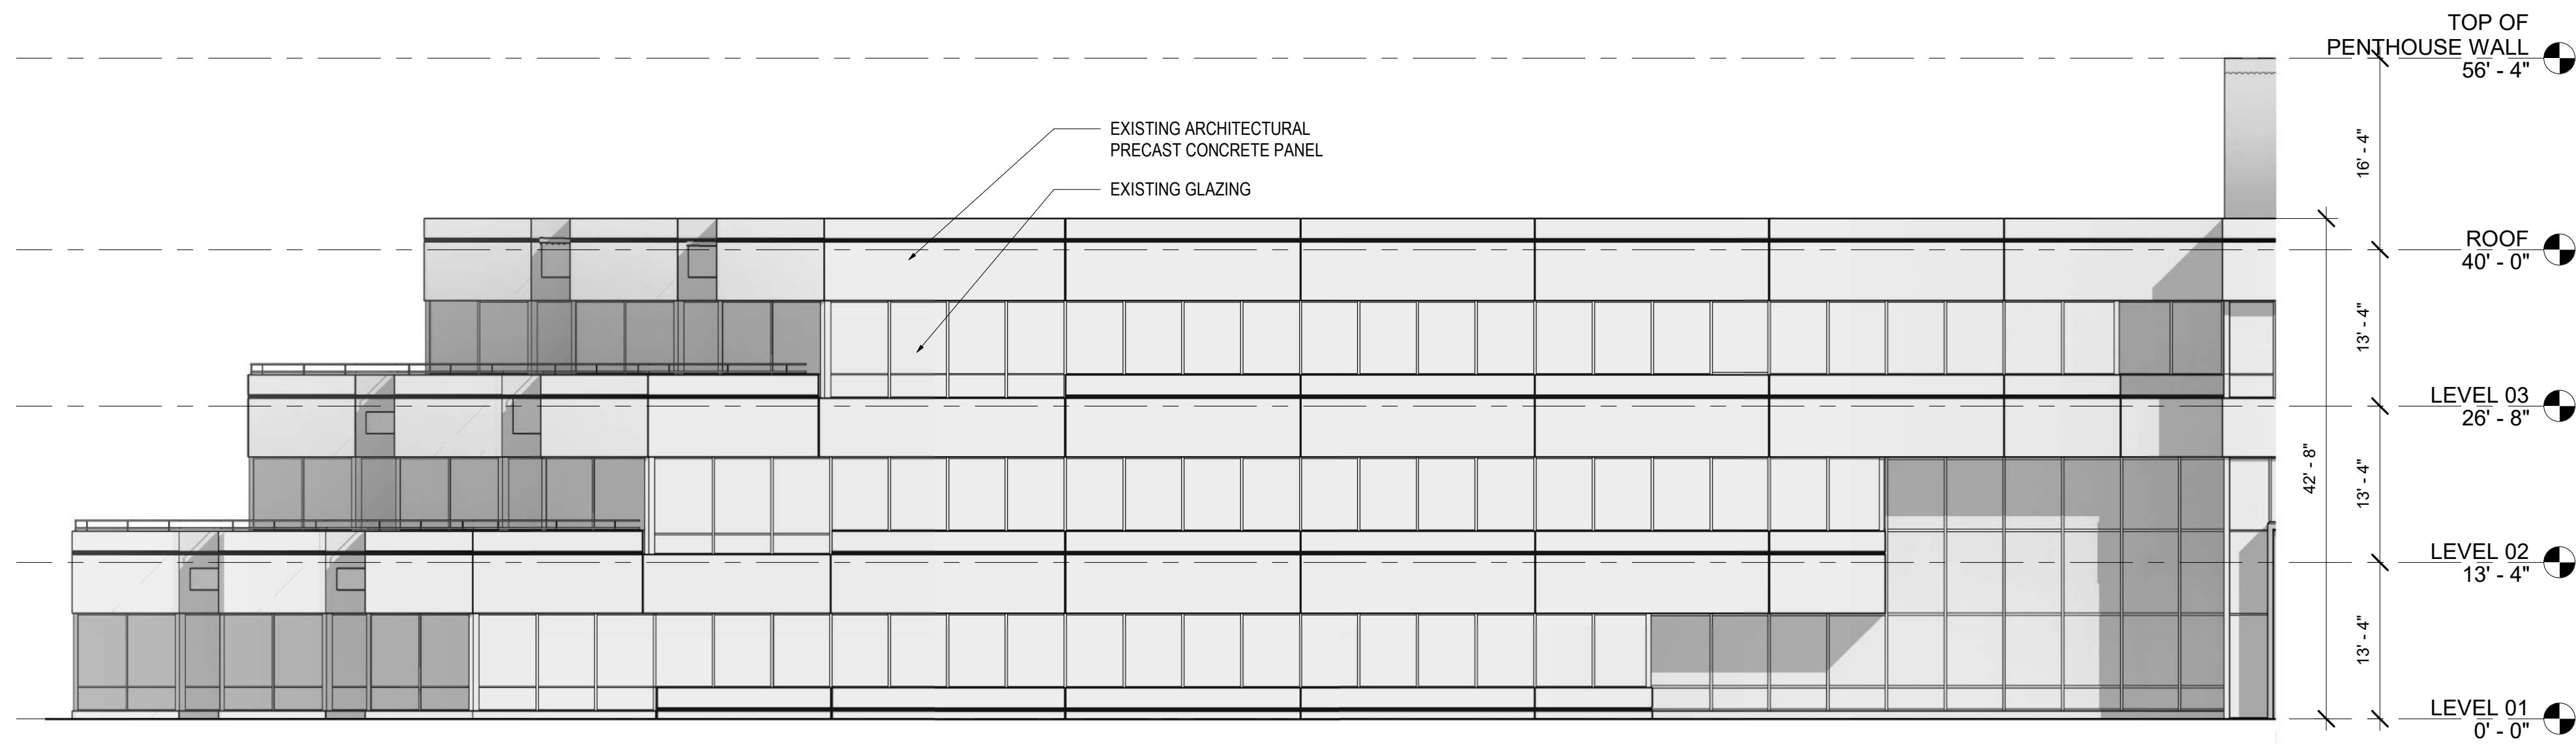 TOP OF
PENTHOUSE WALL
56' - 4"
EXISTING ARCHITECTURAL
PRECAST CONCRETE PANEL
EXISTING GLAZING
16' - 4"
ROOF
40' - 0"
13' - 4"
LEVEL 03
26' - 8"
42' - 8"
13' - 4"
LEVEL 02
13' - 4"
13' - 4"
LEVEL 01
0' - 0"